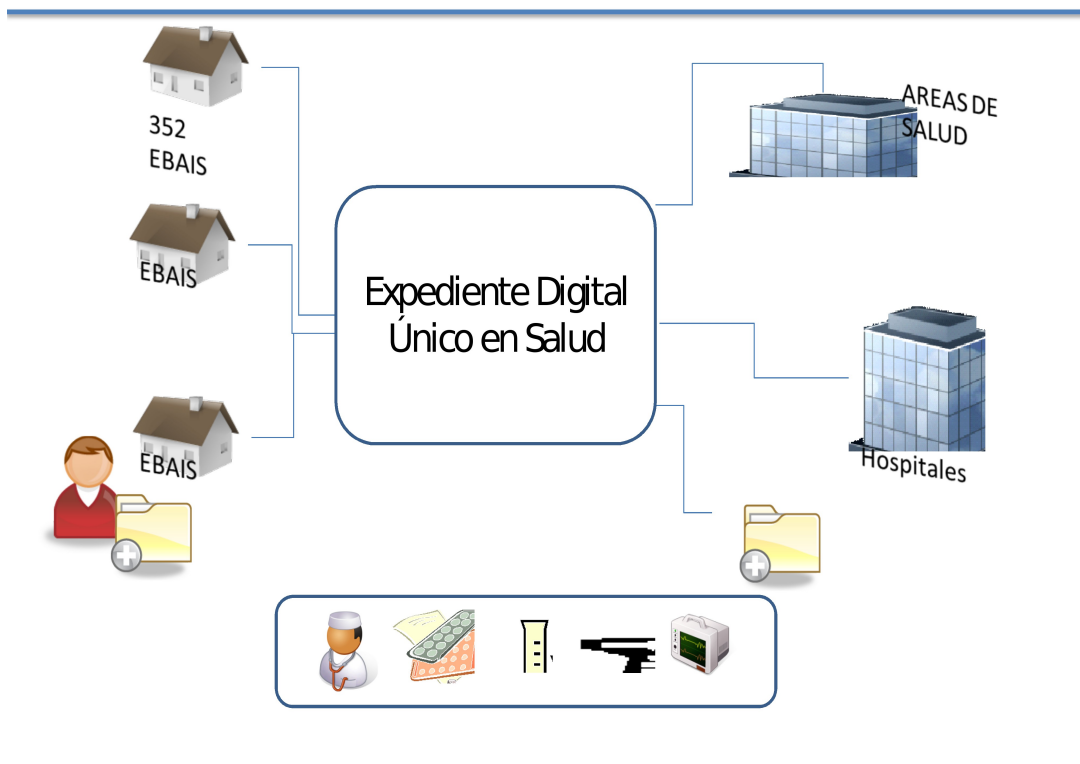 352
EBAIS
EBAIS
EBAIS
Expediente Digital
Único en Salud
AREAS DE
SALUD
Hospitales